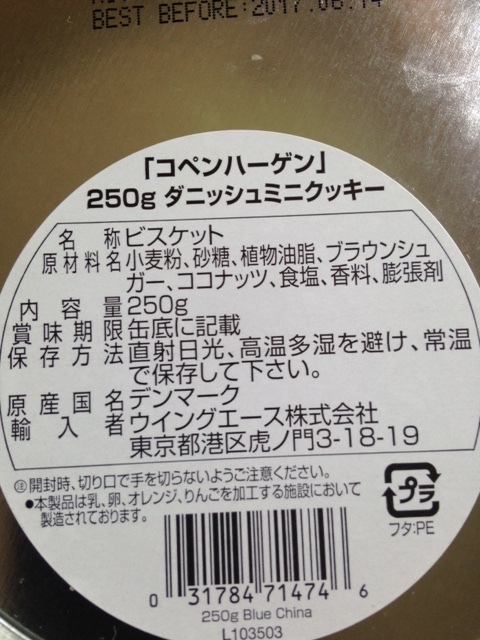 BEST BEFORE:2017.06.14
「コペンハーゲン」
250g ダニッシュミニクッキー
名称 ビスケット
原材料名 小麦粉、砂糖、植物油脂、ブラウンシュ
ガー、ココナッツ、食塩、香料、膨張剤
内容量 250g
賞味期限 缶底に記載
保存方法 直射日光、高温多湿を避け、常温
で保存して下さい。
原産国名 デンマーク
輸入者 ウイングエース株式会社
東京都港区虎ノ門3-18-19
㊟開封時、切り口で手を切らないようご注意ください。
●本製品は乳、卵、オレンジ、りんごを加工する施設において
製造されております。
プラ
フタ:PE
0 31784 71474 6
250g Blue China
L103503